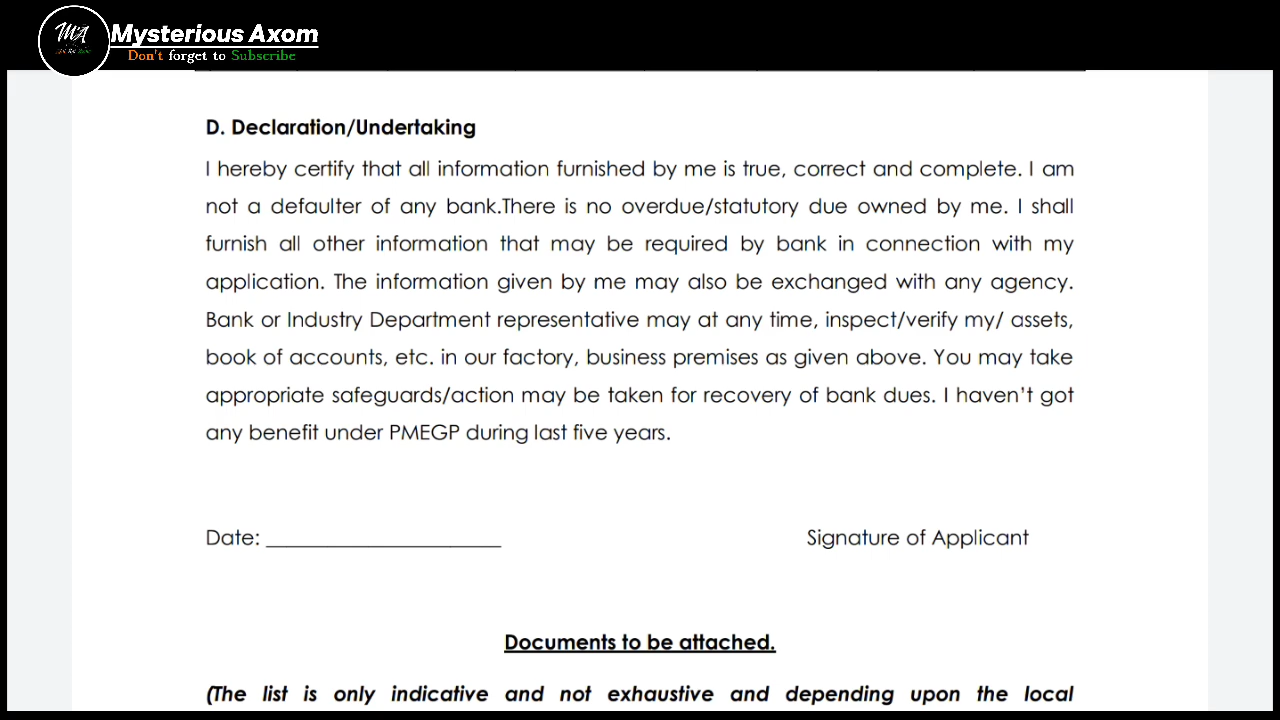 MA
Mysterious Axom
Don't forget to Subscribe
D. Declaration/Undertaking
I hereby certify that all information furnished by me is true, correct and complete. I am
not a defaulter of any bank.There is no overdue/statutory due owned by me. I shall
furnish all other information that may be required by bank in connection with my
application. The information given by me may also be exchanged with any agency.
Bank or Industry Department representative may at any time, inspect/verify my/ assets,
book of accounts, etc. in our factory, business premises as given above. You may take
appropriate safeguards/action may be taken for recovery of bank dues. I haven't got
any benefit under PMEGP during last five years.
Date: ____________________ Signature of Applicant
Documents to be attached.
(The list is only indicative and not exhaustive and depending upon the local